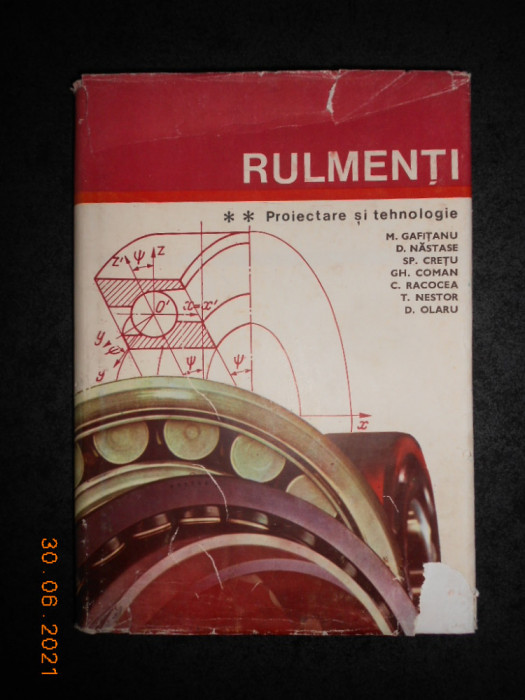 RULMENȚI
** Proiectare și tehnologie
M. GAFIȚANU
D. NĂSTASE
SP. CREȚU
GH. COMAN
C. RACOCEA
T. NESTOR
D. OLARU
z' ψ z
O' x≡x'
y φ
y' ψ ψ
x
30.06.2021